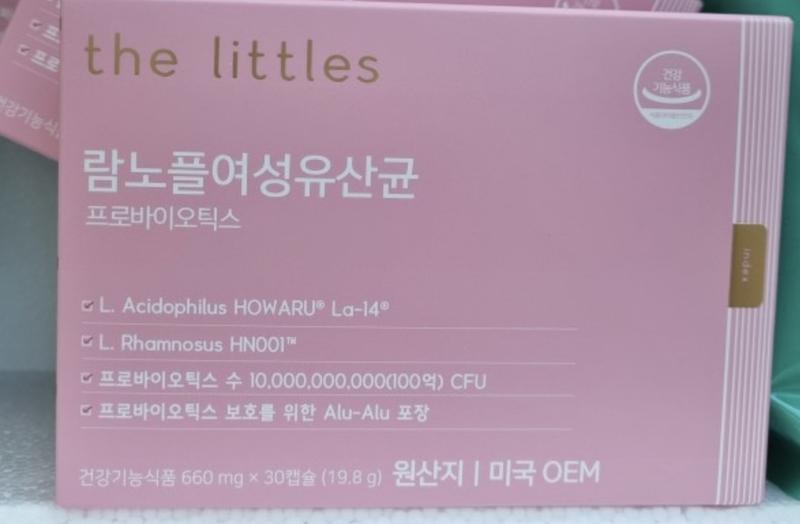 the littles
건강
기능식품
람노플여성유산균
프로바이오틱스
index
L. Acidophilus HOWARU® La-14®
L. Rhamnosus HN001™
프로바이오틱스 수 10,000,000,000(100억) CFU
프로바이오틱스 보호를 위한 Alu-Alu 포장
건강기능식품 660 mg × 30캡슐 (19.8 g) 원산지 | 미국 OEM